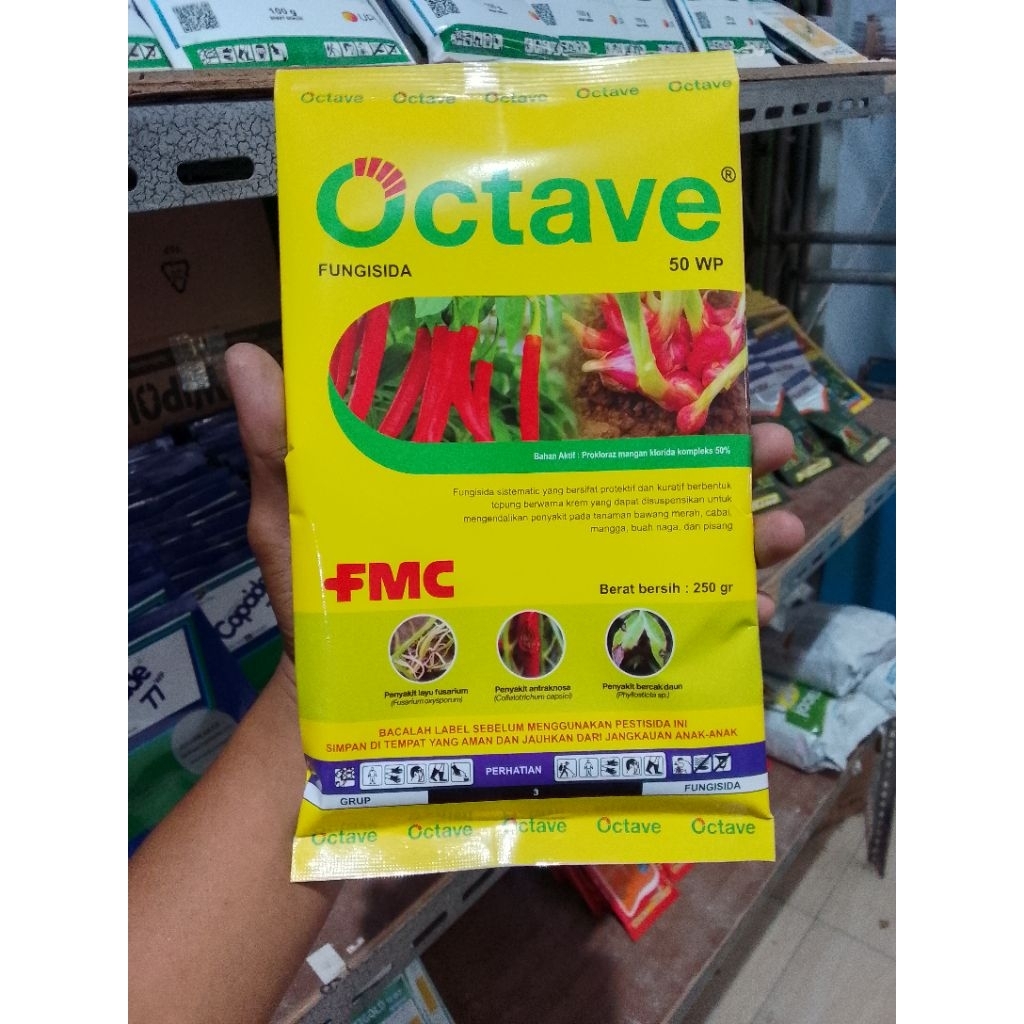 100 g
UPL
Octave Octave Octave Octave Octave
Octave®
FUNGISIDA
50 WP
Bahan Aktif : Prokloraz mangan klorida kompleks 50%
Fungisida sistematic yang bersifat protektif dan kuratif berbentuk
topung berwarna krem yang dapat disuspensikan untuk
mengendalikan penyakit pada tanaman bawang merah, cabai,
mangga, buah naga, dan pisang
FMC
Berat bersih : 250 gr
Penyakit layu fusarium
(Fusarium oxysporum)
Penyakit antraknosa
(Colletotrichum capsici)
Penyakit bercak daun
(Phyllosticta sp.)
BACALAH LABEL SEBELUM MENGGUNAKAN PESTISIDA INI
SIMPAN DI TEMPAT YANG AMAN DAN JAUHKAN DARI JANGKAUAN ANAK-ANAK
PERHATIAN
GRUP
3
FUNGISIDA
Octave Octave Octave Octave Octave